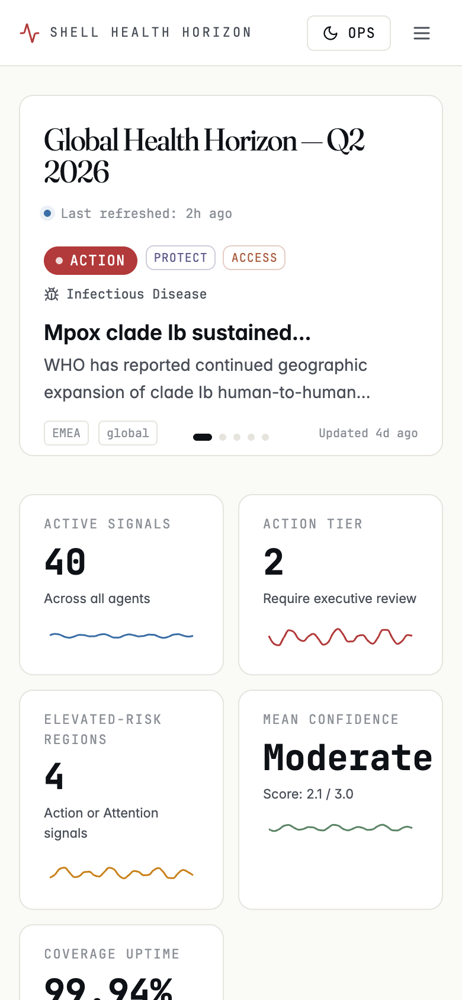 SHELL HEALTH HORIZON
OPS
Global Health Horizon — Q2
2026
Last refreshed: 2h ago
ACTION
PROTECT
ACCESS
Infectious Disease
Mpox clade Ib sustained...
WHO has reported continued geographic
expansion of clade Ib human-to-human...
EMEA
global
Updated 4d ago
ACTIVE SIGNALS
40
Across all agents
ACTION TIER
2
Require executive review
ELEVATED-RISK
REGIONS
4
Action or Attention
signals
MEAN CONFIDENCE
Moderate
Score: 2.1 / 3.0
COVERAGE UPTIME
99.94%